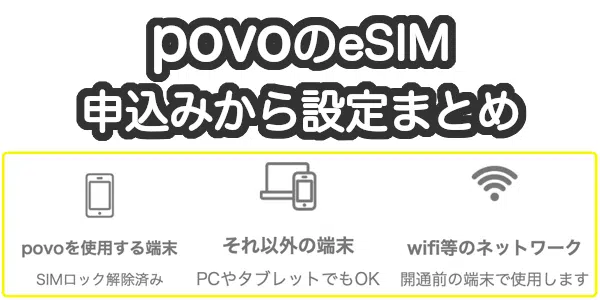 povoのeSIM
申込みから設定まとめ
povoを使用する端末
それ以外の端末
wifi等のネットワーク
SIMロック解除済み
PCやタブレットでもOK
開通前の端末で使用します